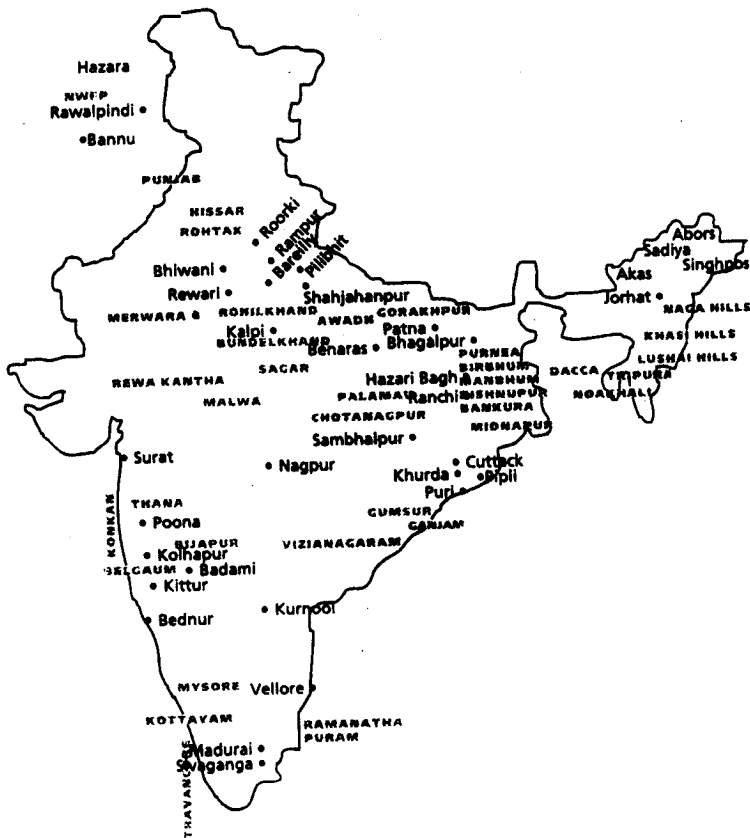 Hazara
NWFP
Rawalpindi
Bannu
PUNJAB
HISSAR
ROHTAK
Roorki
Rampur
Bareilly
Pilibhit
Bhiwani
Rewari
Shahjahanpur
MERWARA
ROHILKHAND
AWADH
GORAKHPUR
Kalpi
BUNDELKHAND
Patna
Benaras
Bhagalpur
PURNEA
SAGAR
BIRBHUM
REWA KANTHA
Hazari Bagh
MANBHUM
MALWA
PALAMAU
Ranchi
BISHNUPUR
CHOTANAGPUR
BANKURA
MIDNAPUR
Sambhalpur
Abors
Sadiya
Singhpos
Akas
Jorhat
NAGA HILLS
KHASI HILLS
LUSHAI HILLS
DACCA
TRIPURA
NOAKHALI
Surat
Nagpur
Cuttack
Khurda
Pipli
Puri
THANA
KONKAN
Poona
GUMSUR
GANJAM
BIJAPUR
VIZIANAGARAM
Kolhapur
BELGAUM
Badami
Kittur
Bednur
Kurnool
MYSORE
Vellore
KOTTAYAM
RAMANATHA
PURAM
Madurai
Sivaganga
TRAVANCORE